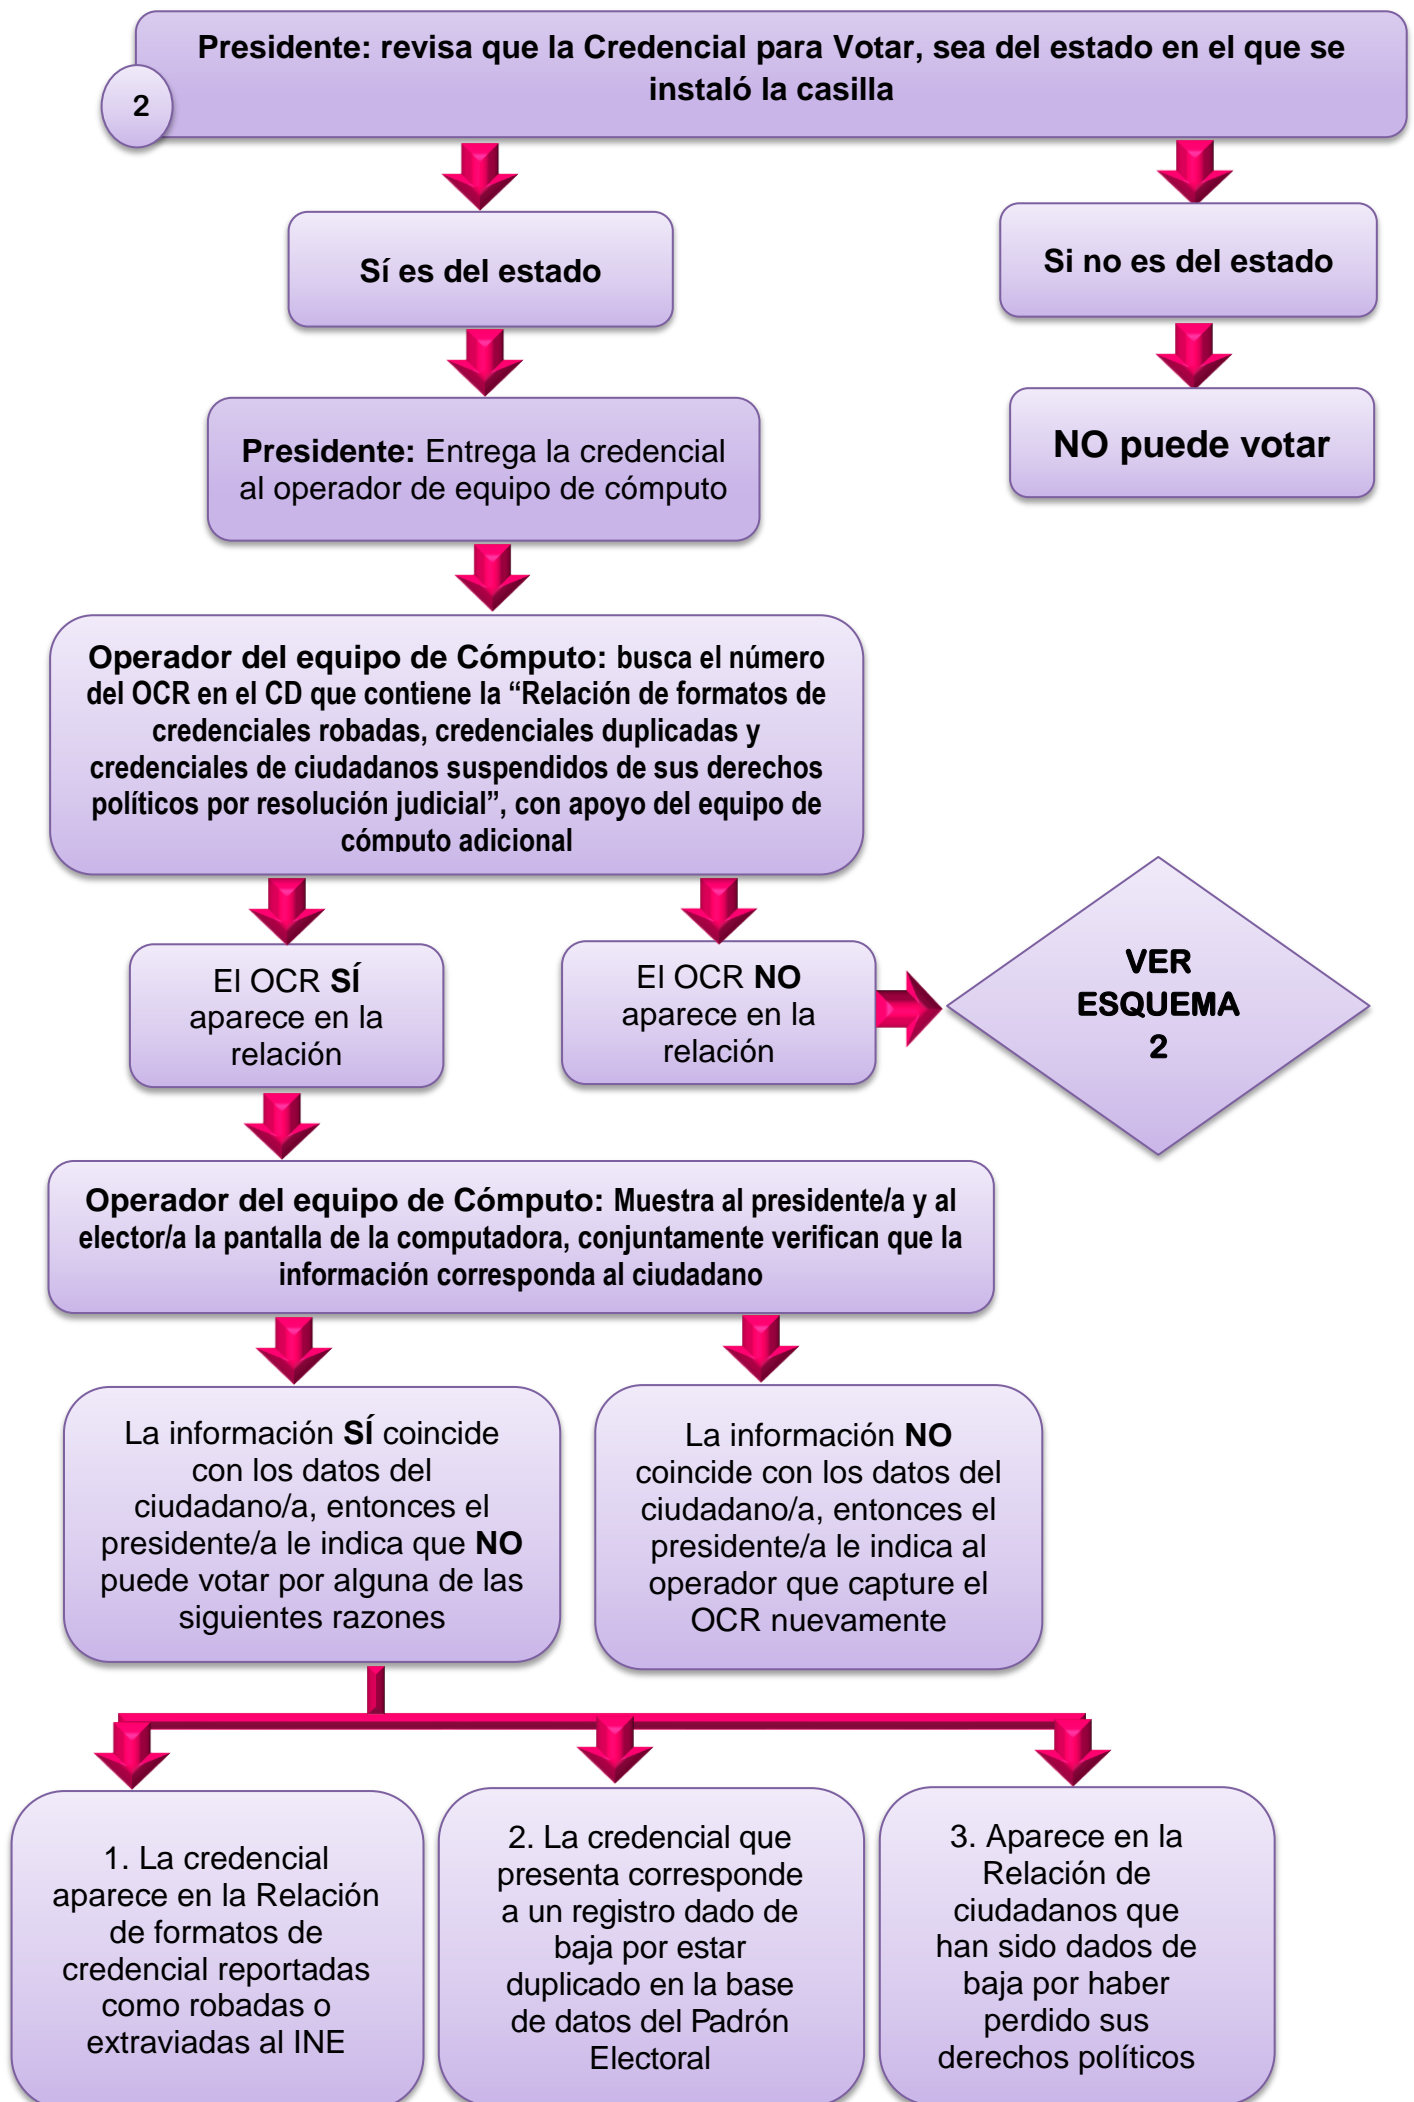 Presidente: revisa que la Credencial para Votar, sea del estado en el que se
instaló la casilla
2
Sí es del estado
Si no es del estado
Presidente: Entrega la credencial
al operador de equipo de cómputo
NO puede votar
Operador del equipo de Cómputo: busca el número
del OCR en el CD que contiene la “Relación de formatos de
credenciales robadas, credenciales duplicadas y
credenciales de ciudadanos suspendidos de sus derechos
políticos por resolución judicial”, con apoyo del equipo de
cómputo adicional
El OCR SÍ
aparece en la
relación
El OCR NO
aparece en la
relación
VER
ESQUEMA
2
Operador del equipo de Cómputo: Muestra al presidente/a y al
elector/a la pantalla de la computadora, conjuntamente verifican que la
información corresponda al ciudadano
La información SÍ coincide
con los datos del
ciudadano/a, entonces el
presidente/a le indica que NO
puede votar por alguna de las
siguientes razones
La información NO
coincide con los datos del
ciudadano/a, entonces el
presidente/a le indica al
operador que capture el
OCR nuevamente
1. La credencial
aparece en la Relación
de formatos de
credencial reportadas
como robadas o
extraviadas al INE
2. La credencial que
presenta corresponde
a un registro dado de
baja por estar
duplicado en la base
de datos del Padrón
Electoral
3. Aparece en la
Relación de
ciudadanos que
han sido dados de
baja por haber
perdido sus
derechos políticos